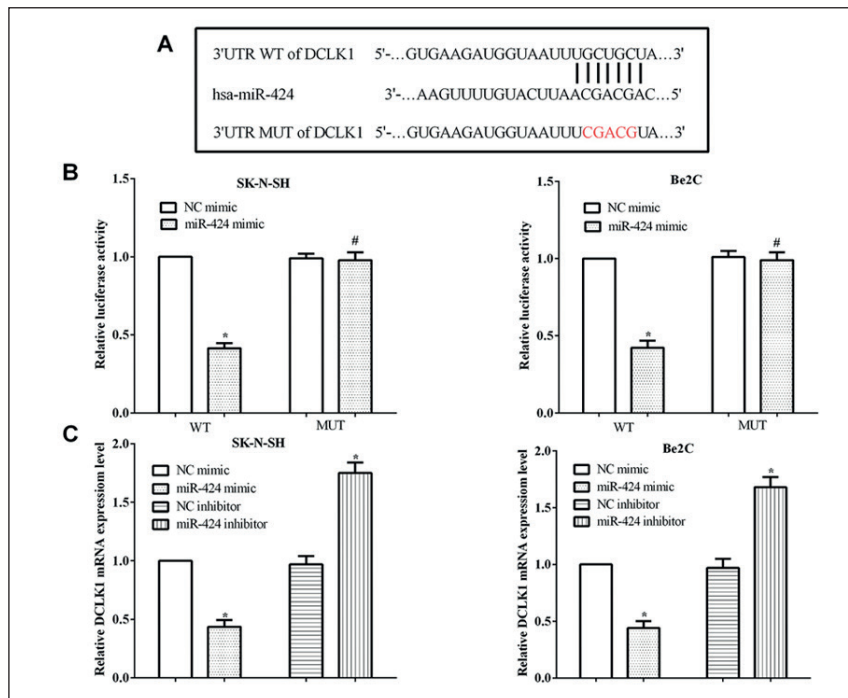 A
3'UTR WT of DCLK1 5'-…GUGAAGAUGGUAAUUUGCUGCUA…3'
hsa-miR-424 3'-…AAGUUUUGUACUUAACGACGAC…5'
3'UTR MUT of DCLK1 5'-…GUGAAGAUGGUAAUUUCGACGUA…3'
B
SK-N-SH
Relative luciferase activity
1.5
1.0
0.5
0.0
NC mimic
miR-424 mimic
*
#
WT MUT
Be2C
Relative luciferase activity
1.5
1.0
0.5
0.0
NC mimic
miR-424 mimic
*
#
WT MUT
C
SK-N-SH
Relative DCLK1 mRNA expressiom level
2.0
1.5
1.0
0.5
0.0
NC mimic
miR-424 mimic
NC inhibitor
miR-424 inhibitor
*
*
Be2C
Relative DCLK1 mRNA expressiom level
2.0
1.5
1.0
0.5
0.0
NC mimic
miR-424 mimic
NC inhibitor
miR-424 inhibitor
*
*